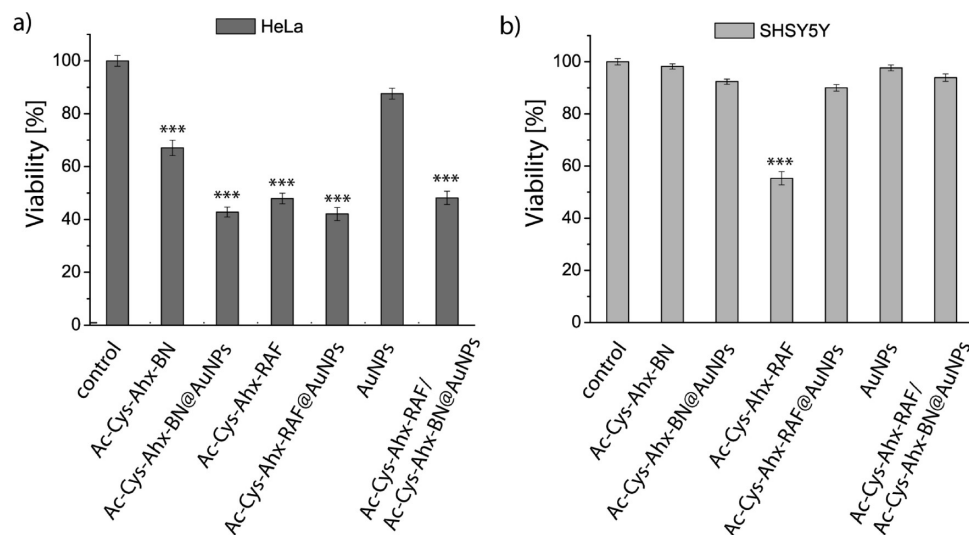 a)
HeLa
Viability [%]
100
80
60
40
20
0
***
***
***
***
***
control
Ac-Cys-Ahx-BN
Ac-Cys-Ahx-BN@AuNPs
Ac-Cys-Ahx-RAF
Ac-Cys-Ahx-RAF@AuNPs
AuNPs
Ac-Cys-Ahx-RAF/
Ac-Cys-Ahx-BN@AuNPs
b)
SHSY5Y
Viability [%]
100
80
60
40
20
0
***
control
Ac-Cys-Ahx-BN
Ac-Cys-Ahx-BN@AuNPs
Ac-Cys-Ahx-RAF
Ac-Cys-Ahx-RAF@AuNPs
AuNPs
Ac-Cys-Ahx-RAF/
Ac-Cys-Ahx-BN@AuNPs